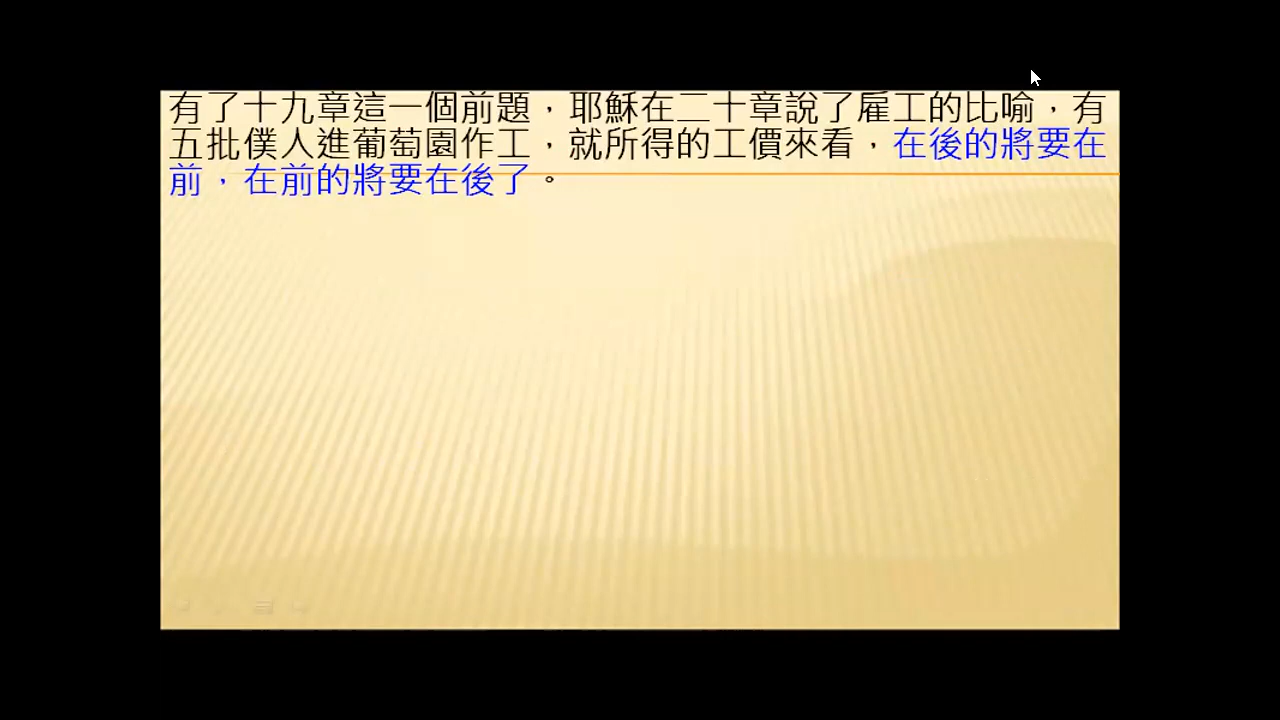 有了十九章這一個前題，耶穌在二十章說了雇工的比喻，有
五批僕人進葡萄園作工，就所得的工價來看，在後的將要在
前，在前的將要在後了。